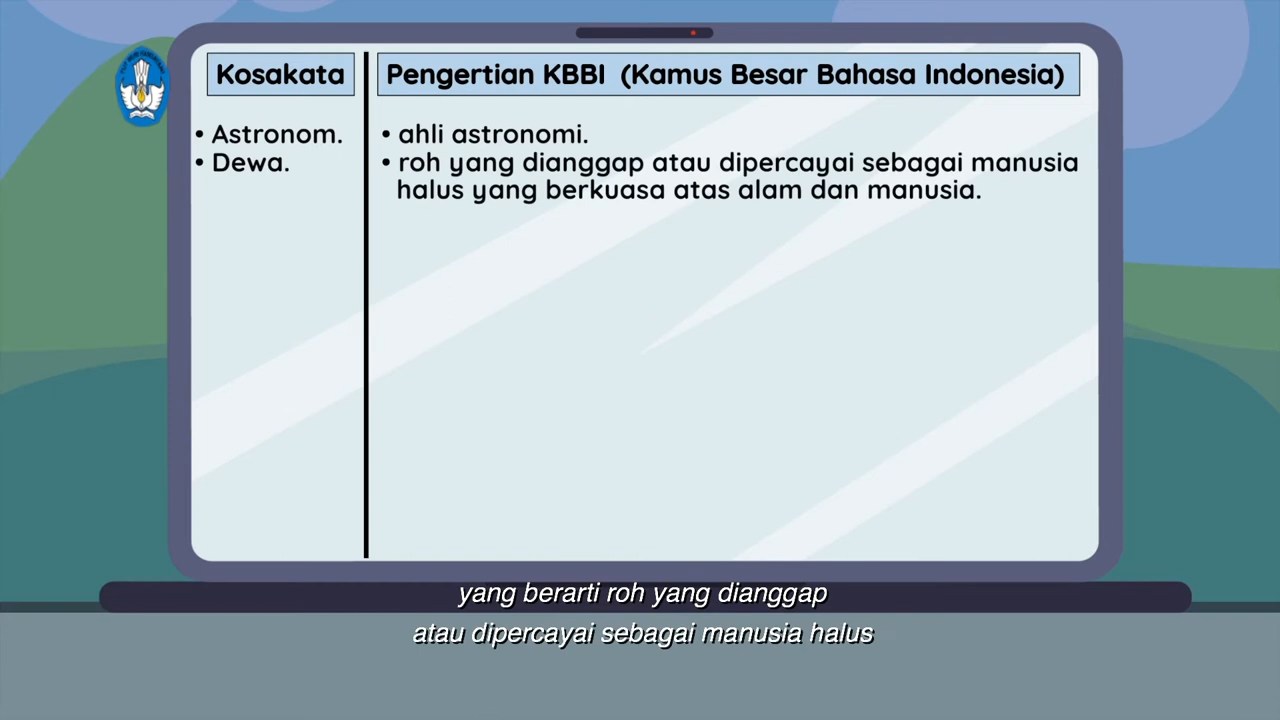 Kosakata
Pengertian KBBI (Kamus Besar Bahasa Indonesia)
• Astronom.
• Dewa.
• ahli astronomi.
• roh yang dianggap atau dipercayai sebagai manusia
halus yang berkuasa atas alam dan manusia.
yang berarti roh yang dianggap
atau dipercayai sebagai manusia halus